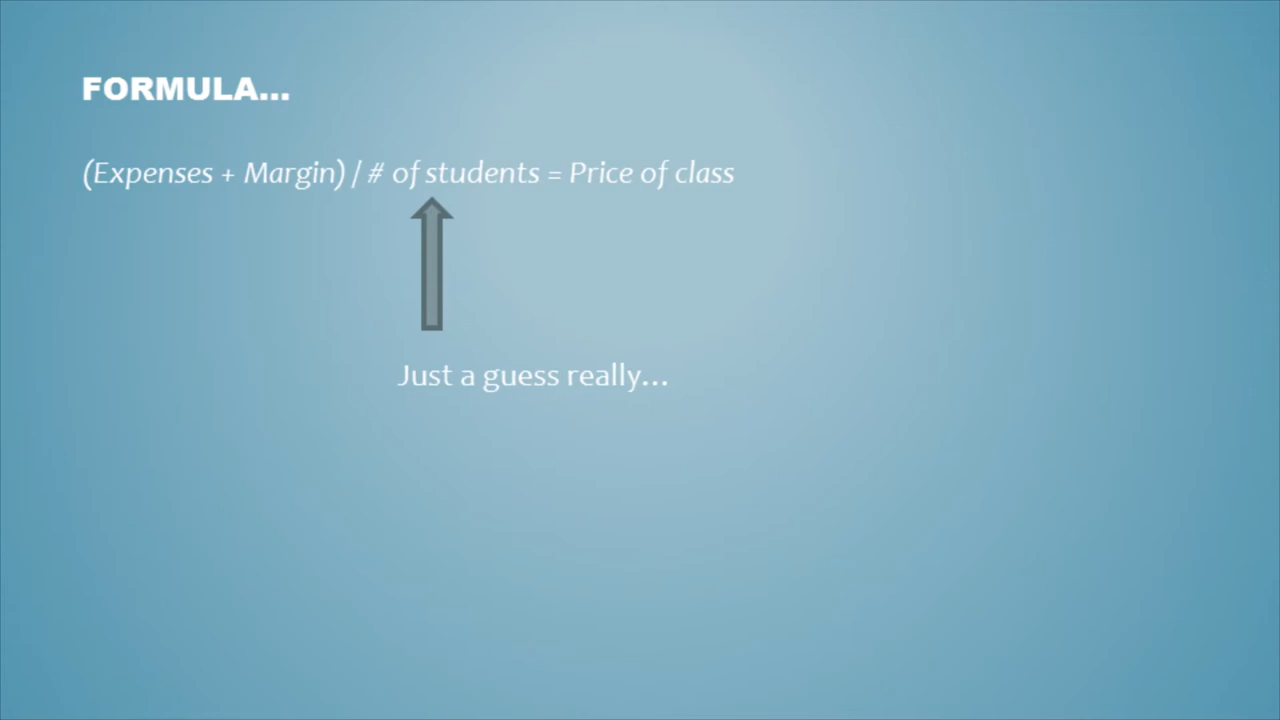 FORMULA...
(Expenses + Margin) / # of students = Price of class
Just a guess really...